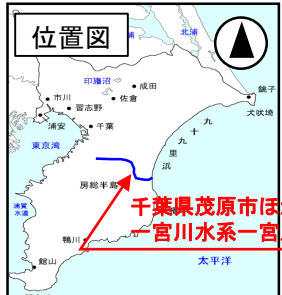 位置図
北浦
印旛沼
成田
市川
佐倉
習志野
銚子
犬吠埼
浦安
千葉
東京湾
九十九里浜
房総半島
浦賀水道
千葉県茂原市ほ
一宮川水系一宮
鴨川
太平洋
館山